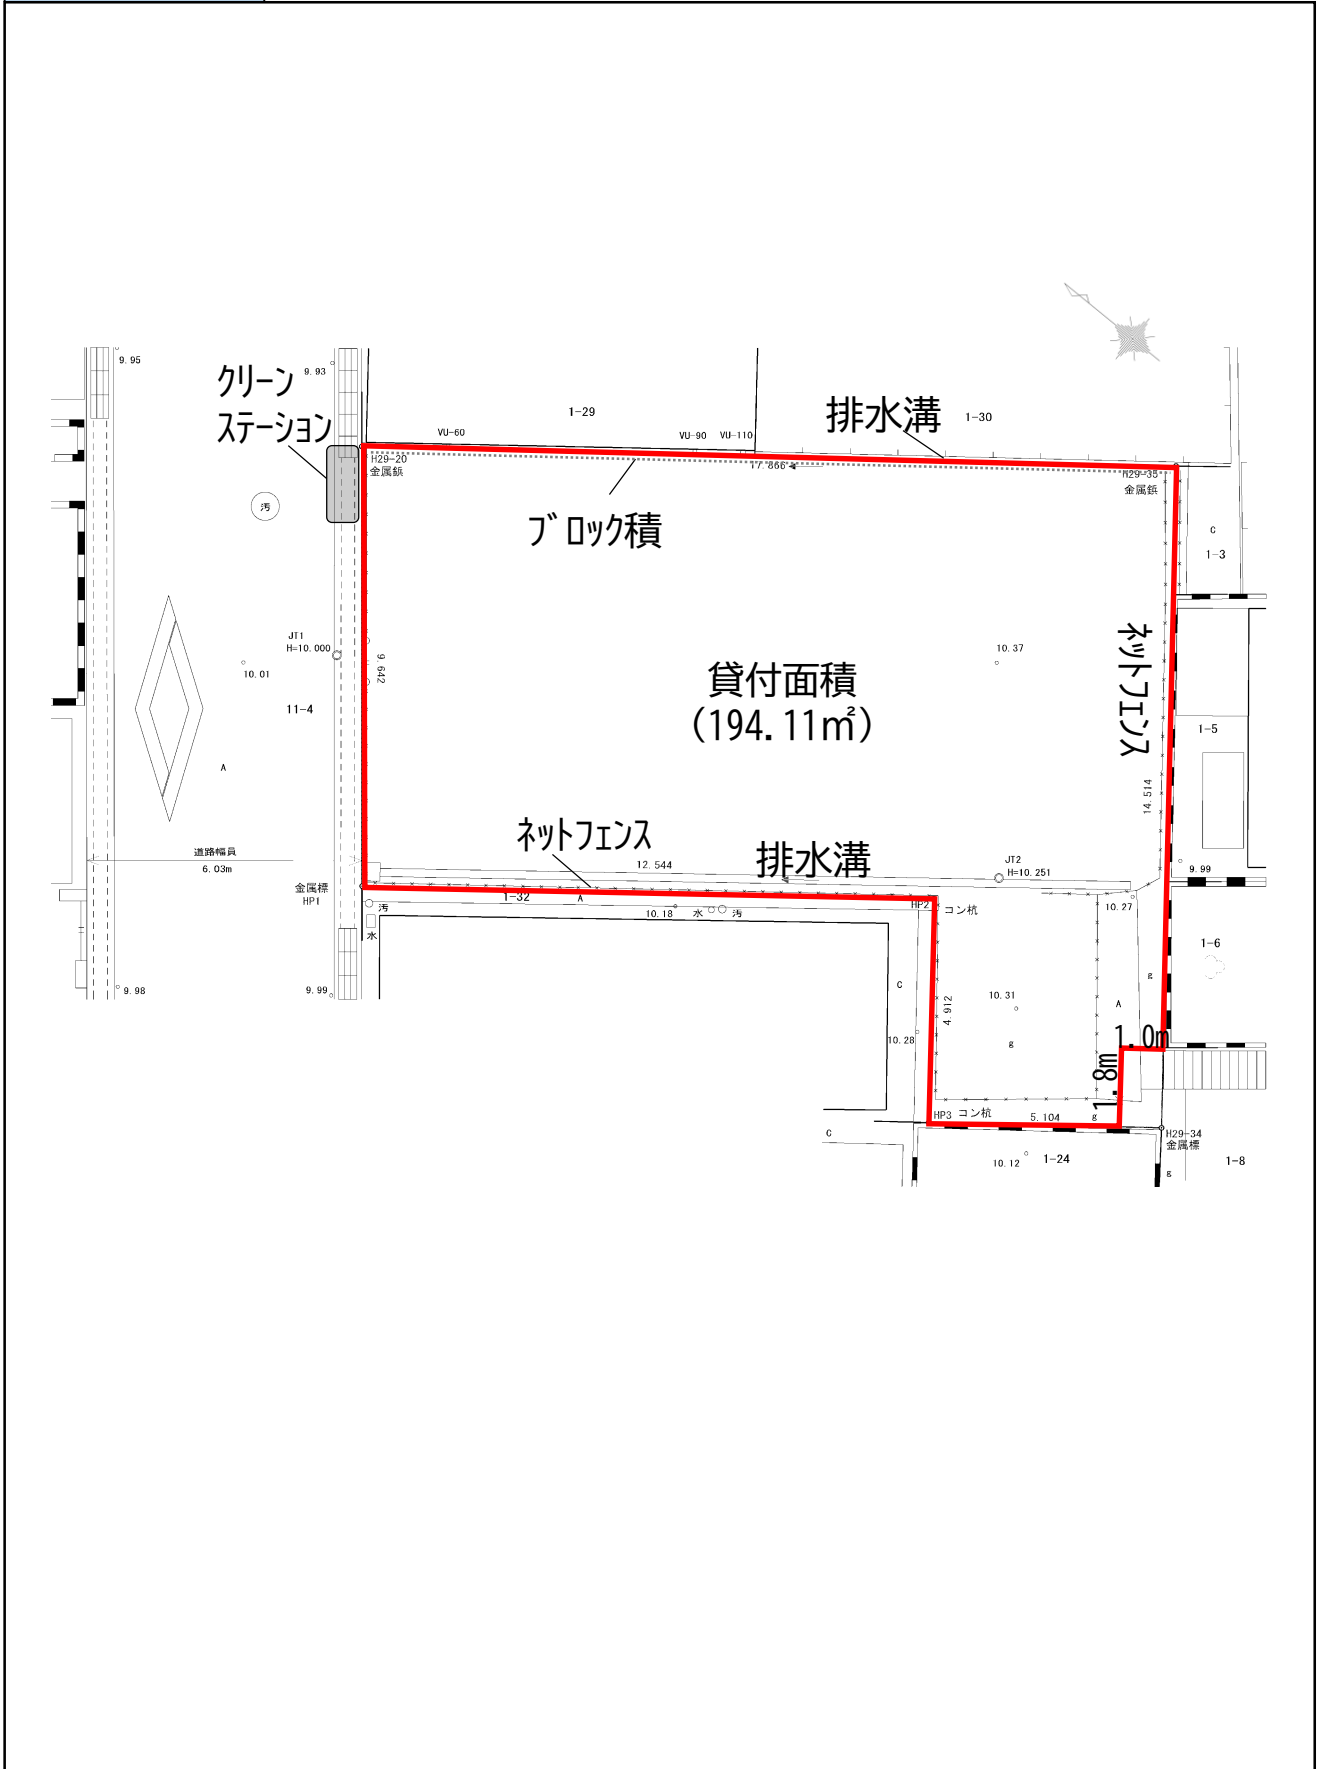 9.95
クリーン
ステーション
9.93
1-29
排水溝
1-30
VU-60
VU-90
VU-110
H29-20
金属鋲
17.866
H29-35
金属鋲
汚
ブロック積
C
1-3
ネットフェンス
JT1
H=10.000
10.01
9.642
10.37
11-4
貸付面積
(194.11㎡)
1-5
A
14.514
ネットフェンス
12.544
排水溝
道路幅員
6.03m
JT2
H=10.251
9.99
金属標
HP1
1-32
A
汚
水
10.18
水
汚
HP2
コン杭
10.27
1-6
9.98
9.99
C
10.28
4.912
10.31
g
g
A
1.0m
1.8m
HP3
コン杭
5.104
g
C
H29-34
金属標
10.12
1-24
g
1-8